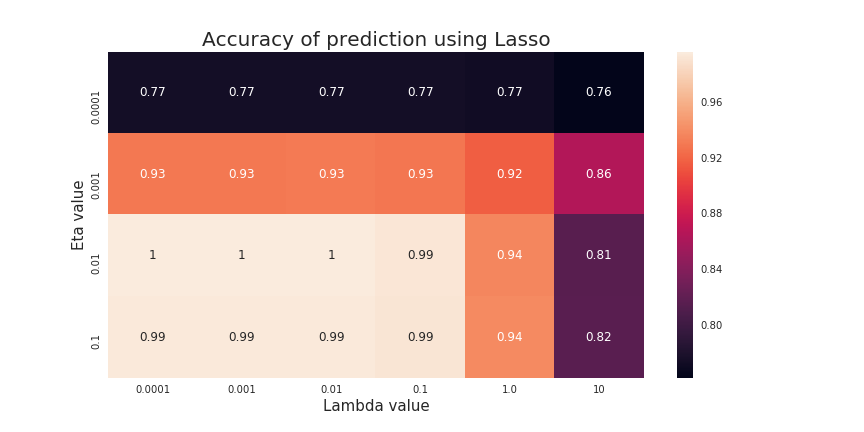 Accuracy of prediction using Lasso
Eta value
0.0001 0.77 0.77 0.77 0.77 0.77 0.76
0.001 0.93 0.93 0.93 0.93 0.92 0.86
0.01 1 1 1 0.99 0.94 0.81
0.1 0.99 0.99 0.99 0.99 0.94 0.82
0.0001 0.001 0.01 0.1 1.0 10
Lambda value
0.96
0.92
0.88
0.84
0.80